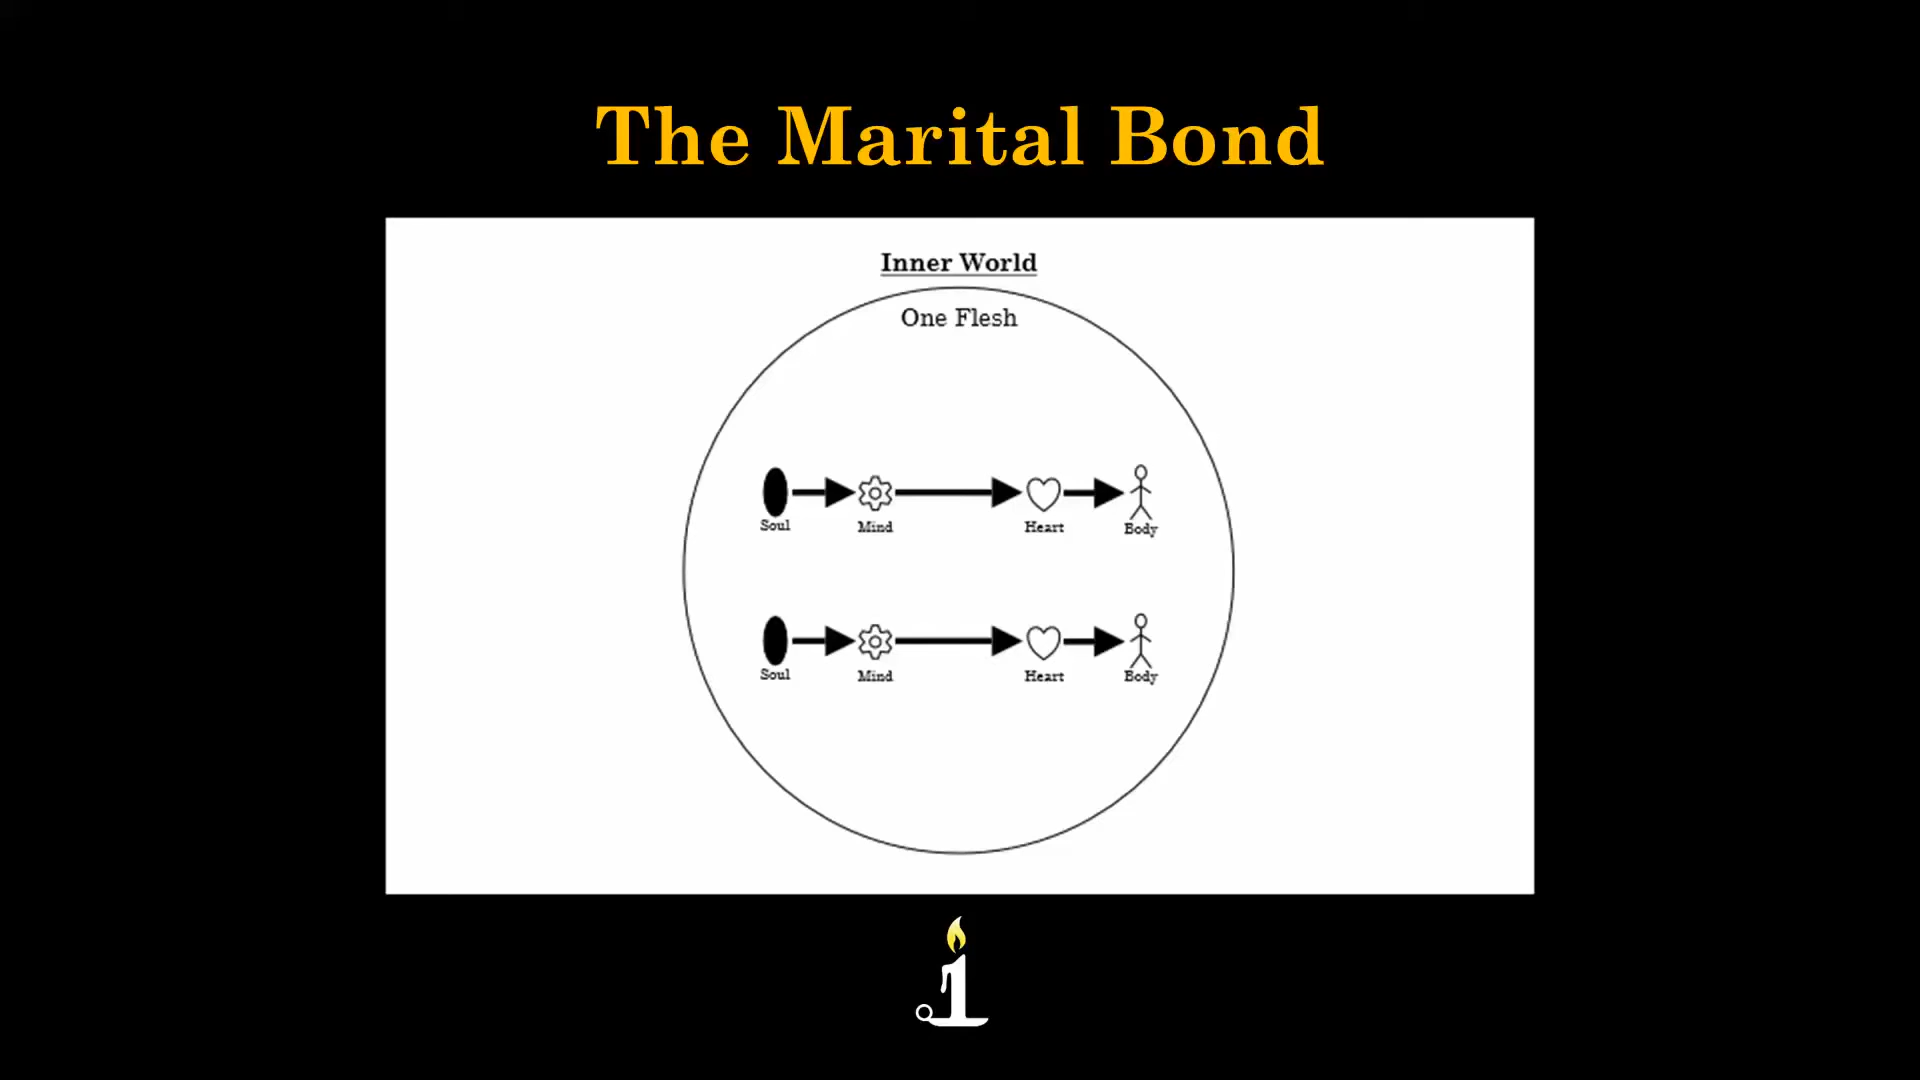 The Marital Bond
Inner World
One Flesh
Soul Mind Heart Body
Soul Mind Heart Body